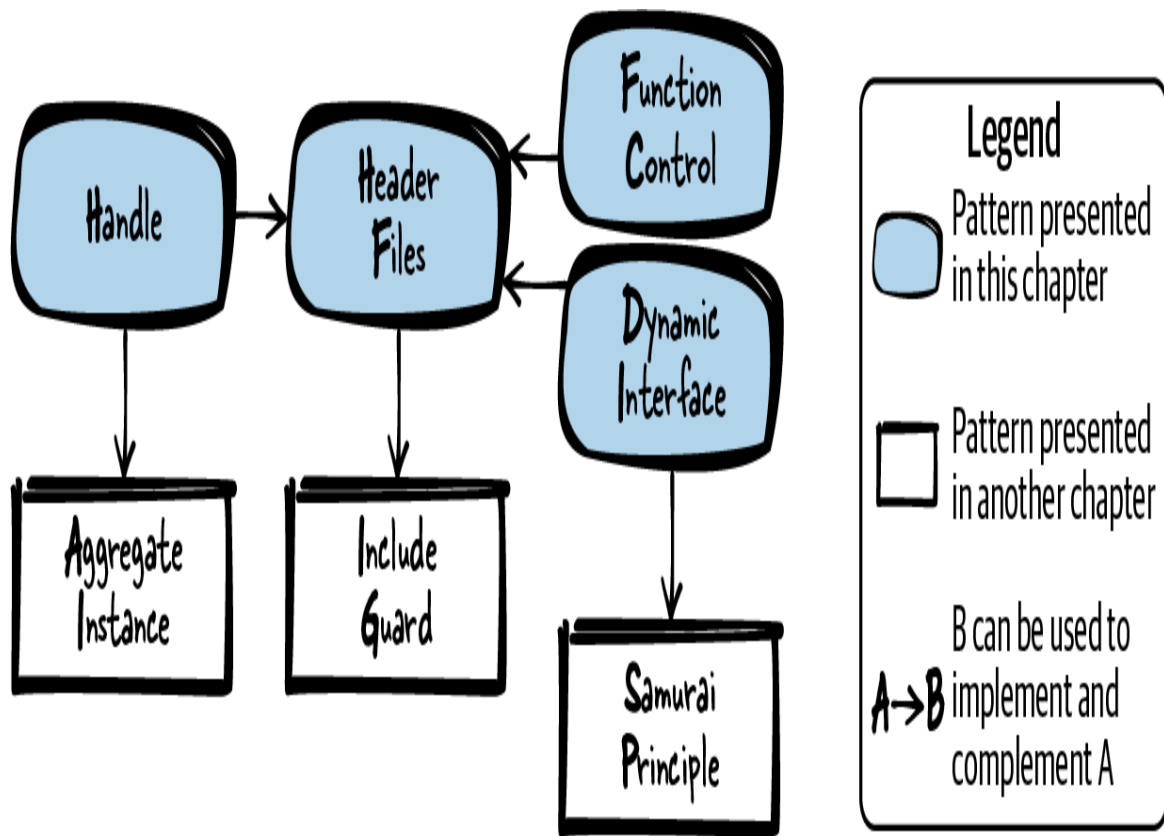 Handle
Header
Files
Function
Control
Dynamic
Interface
Aggregate
Instance
Include
Guard
Samurai
Principle
Legend
Pattern presented
in this chapter
Pattern presented
in another chapter
A→B
B can be used to
implement and
complement A